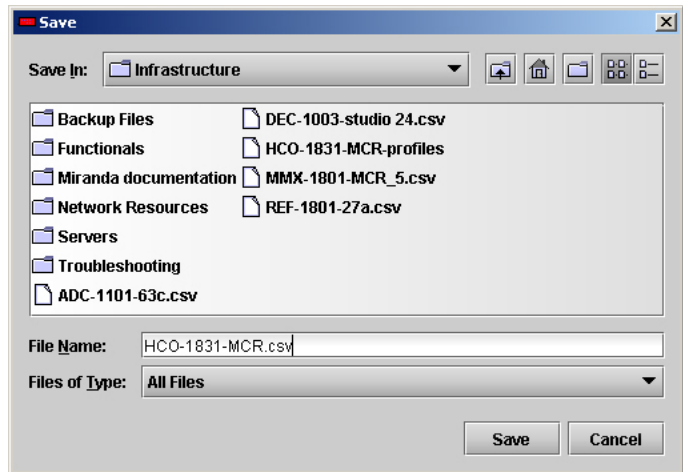 Save
Save In: Infrastructure
Backup Files
Functionals
Miranda documentation
Network Resources
Servers
Troubleshooting
ADC-1101-63c.csv
DEC-1003-studio 24.csv
HCO-1831-MCR-profiles
MMX-1801-MCR_5.csv
REF-1801-27a.csv
File Name: HCO-1831-MCR.csv
Files of Type: All Files
Save Cancel